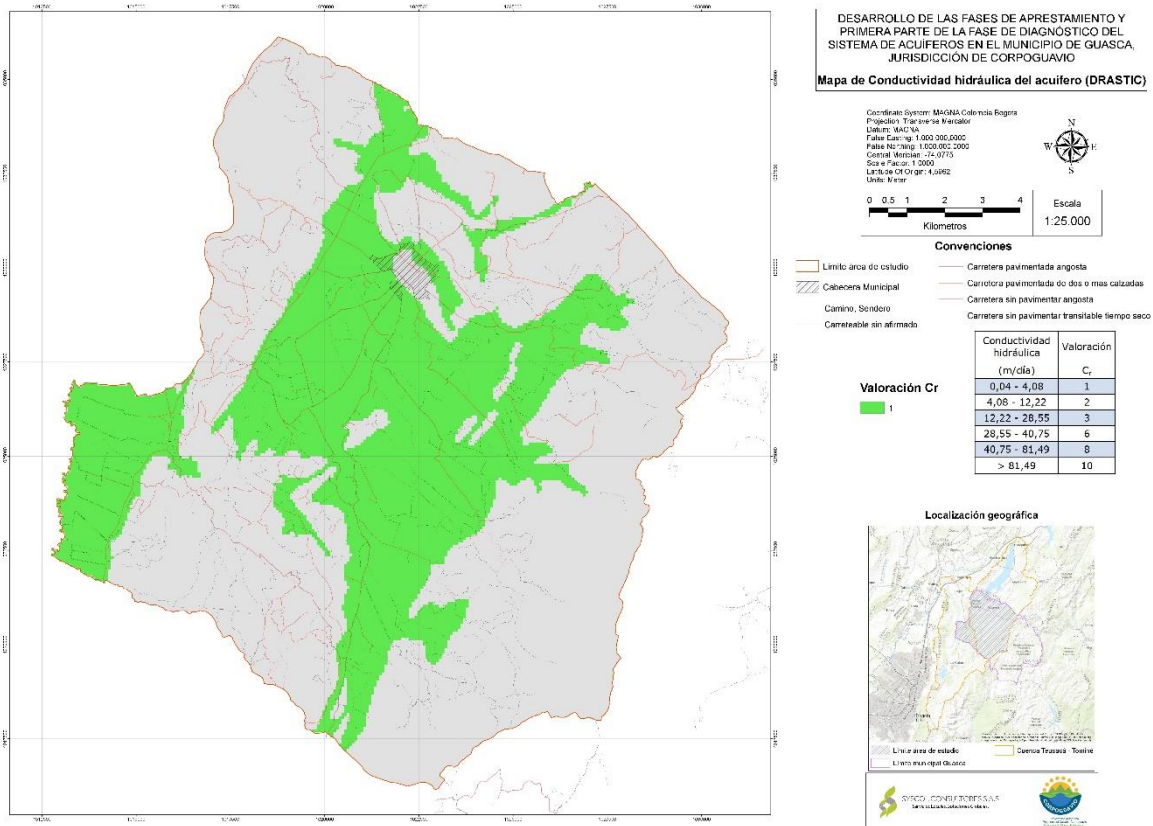 DESARROLLO DE LAS FASES DE APRESTAMIENTO Y
PRIMERA PARTE DE LA FASE DE DIAGNÓSTICO DEL
SISTEMA DE ACUÍFEROS EN EL MUNICIPIO DE GUASCA,
JURISDICCIÓN DE CORPOGUAVIO
Mapa de Conductividad hidráulica del acuífero (DRASTIC)
Coordinate System: MAGNA Colombia Bogota
Projection: Transverse Mercator
Datum: MAGNA
False Easting: 1.000.000,0000
False Northing: 1.000.000,0000
Central Meridian: -74,0775
Scale Factor: 1,0000
Latitude Of Origin: 4,5962
Units: Meter
N
W E
S
0 0.5 1 2 3 4
Kilometros
Escala
1:25.000
Convenciones
Limite área de estudio
Cabecera Municipal
Camino, Sendero
Carreteable sin afirmado
Carretera pavimentada angosta
Carretera pavimentada de dos o mas calzadas
Carretera sin pavimentar angosta
Carretera sin pavimentar transitable tiempo seco
Valoración Cr
1
Conductividad hidráulica (m/día) Valoración Cr
0,04 - 4,08 1
4,08 - 12,22 2
12,22 - 28,55 3
28,55 - 40,75 6
40,75 - 81,49 8
> 81,49 10
Localización geográfica
Límite área de estudio
Límite municipal Guasca
Cuenca Teusacá - Tominé
SYSCOL CONSULTORES S.A.S
CORPOGUAVIO